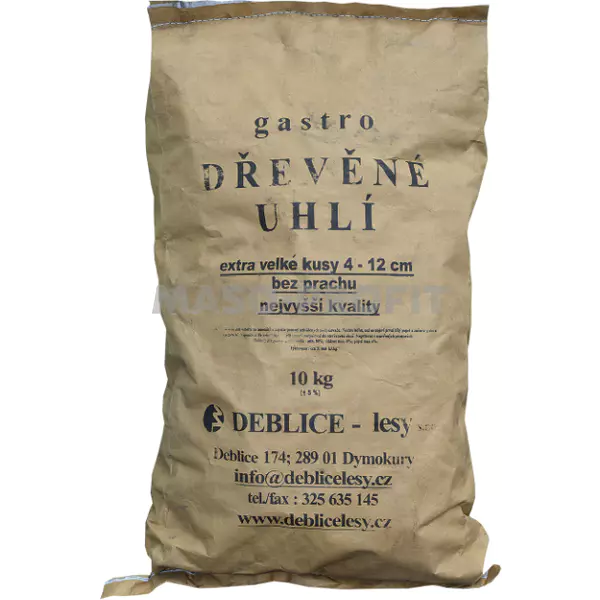 gastro
DŘEVĚNÉ
UHLÍ
extra velké kusy 4 - 12 cm
bez prachu
nejvyšší kvality
10 kg
(± 5 %)
DEBLICE - lesy s.r.o.
Deblice 174; 289 01 Dymokury
info@deblicelesy.cz
tel./fax : 325 635 145
www.deblicelesy.cz